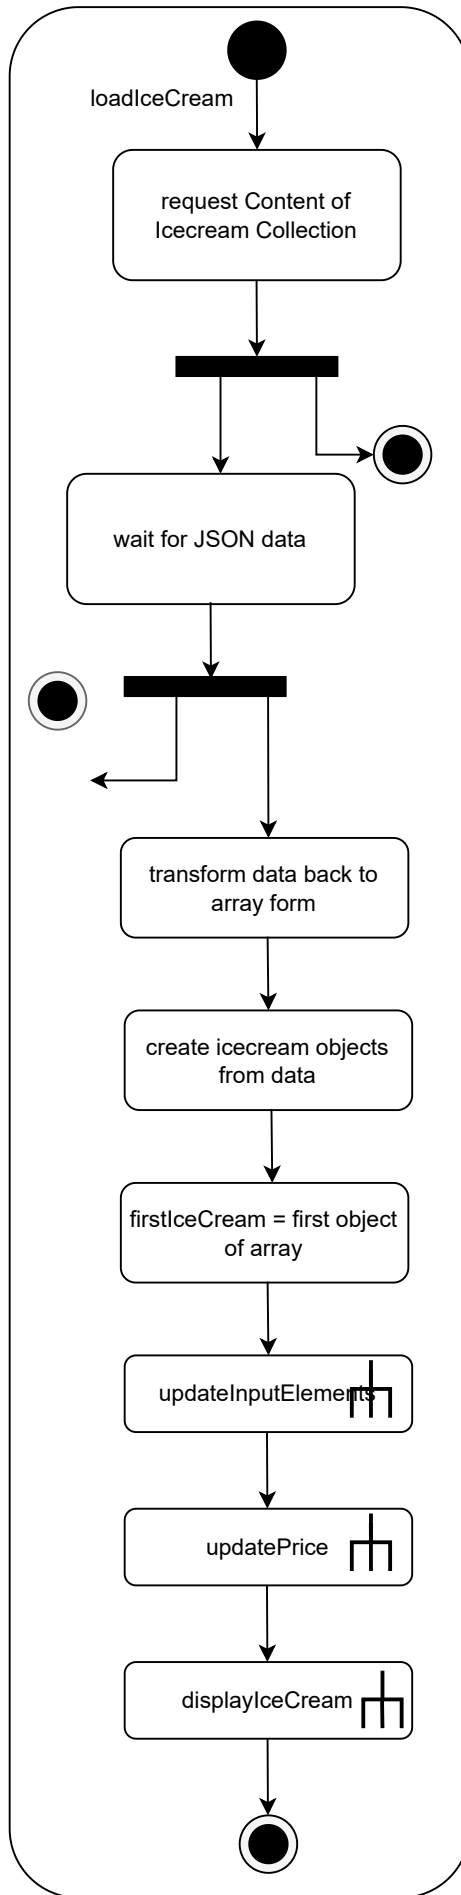 loadIceCream
request Content of
Icecream Collection
wait for JSON data
transform data back to
array form
create icecream objects
from data
firstIceCream = first object
of array
updateInputElements
updatePrice
displayIceCream